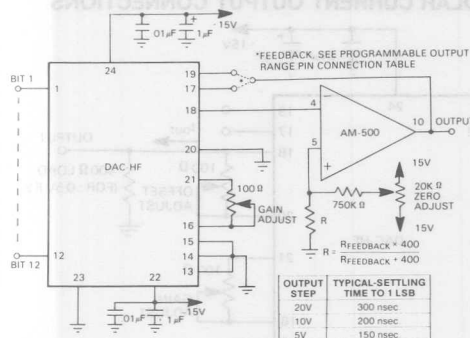 15V
.01µF
1µF
24
*FEEDBACK, SEE PROGRAMMABLE OUTPUT
RANGE PIN CONNECTION TABLE
BIT 1
1
19
17
18
4
10
OUTPUT
AM-500
5
20
DAC-HF
21
100 Ω
GAIN
ADJUST
16
15V
750K Ω
20K Ω
ZERO
ADJUST
15V
R
R =
RFEEDBACK * 400
RFEEDBACK + 400
15
14
13
12
BIT 12
23
22
-15V
.01µF
1µF
OUTPUT STEP
TYPICAL-SETTLING TIME TO 1 LSB
20V 300 nsec
10V 200 nsec
5V 150 nsec